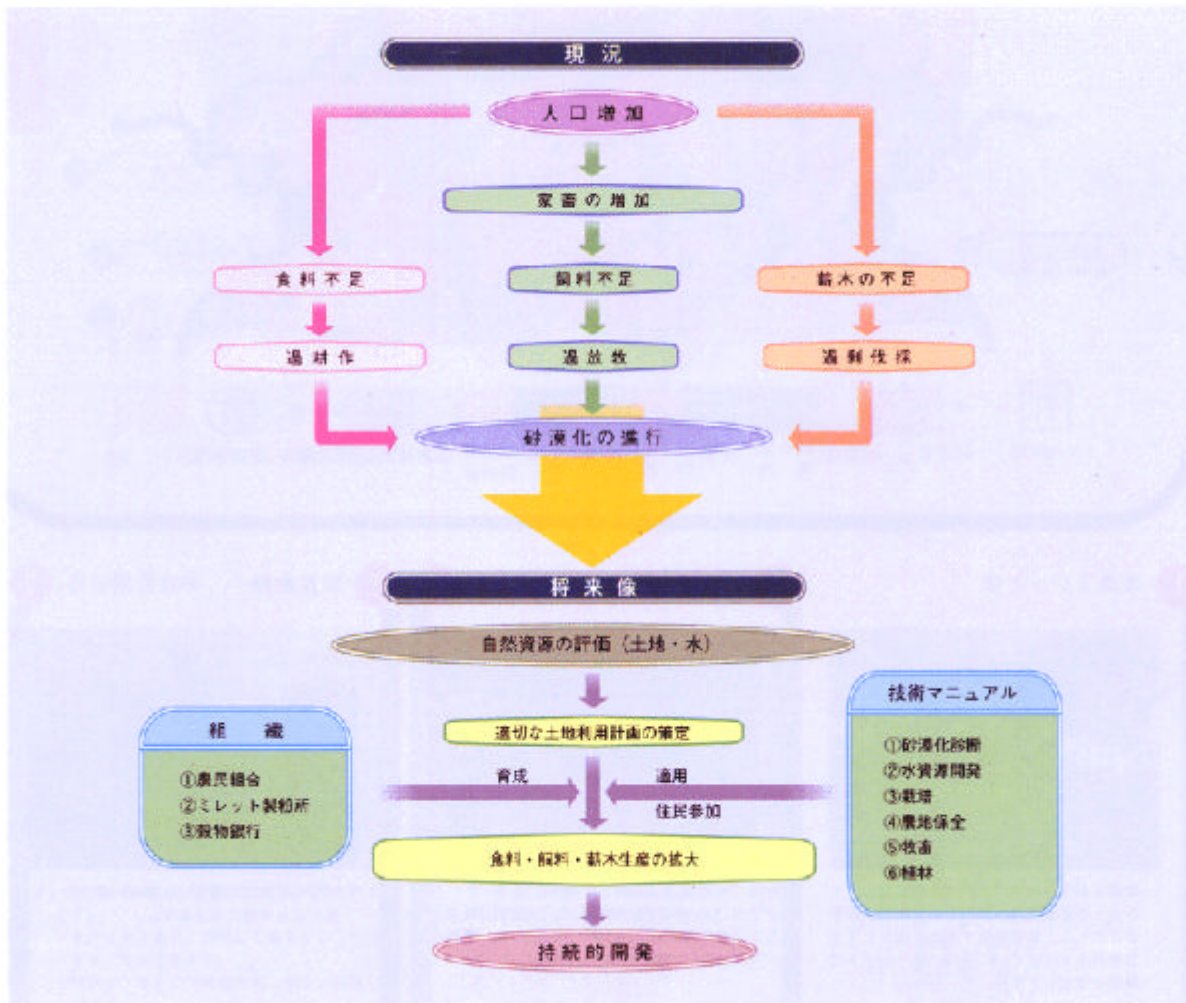 現況
人口増加
家畜の増加
食料不足
飼料不足
薪木の不足
過耕作
過放牧
過剰伐採
砂漠化の進行
将来像
自然資源の評価（土地・水）
適切な土地利用計画の策定
組　織
①農民組合
②ミレット製粉所
③穀物銀行
育成
適用
住民参加
技術マニュアル
①砂漠化診断
②水資源開発
③栽培
④農地保全
⑤牧畜
⑥植林
食料・飼料・薪木生産の拡大
持続的開発